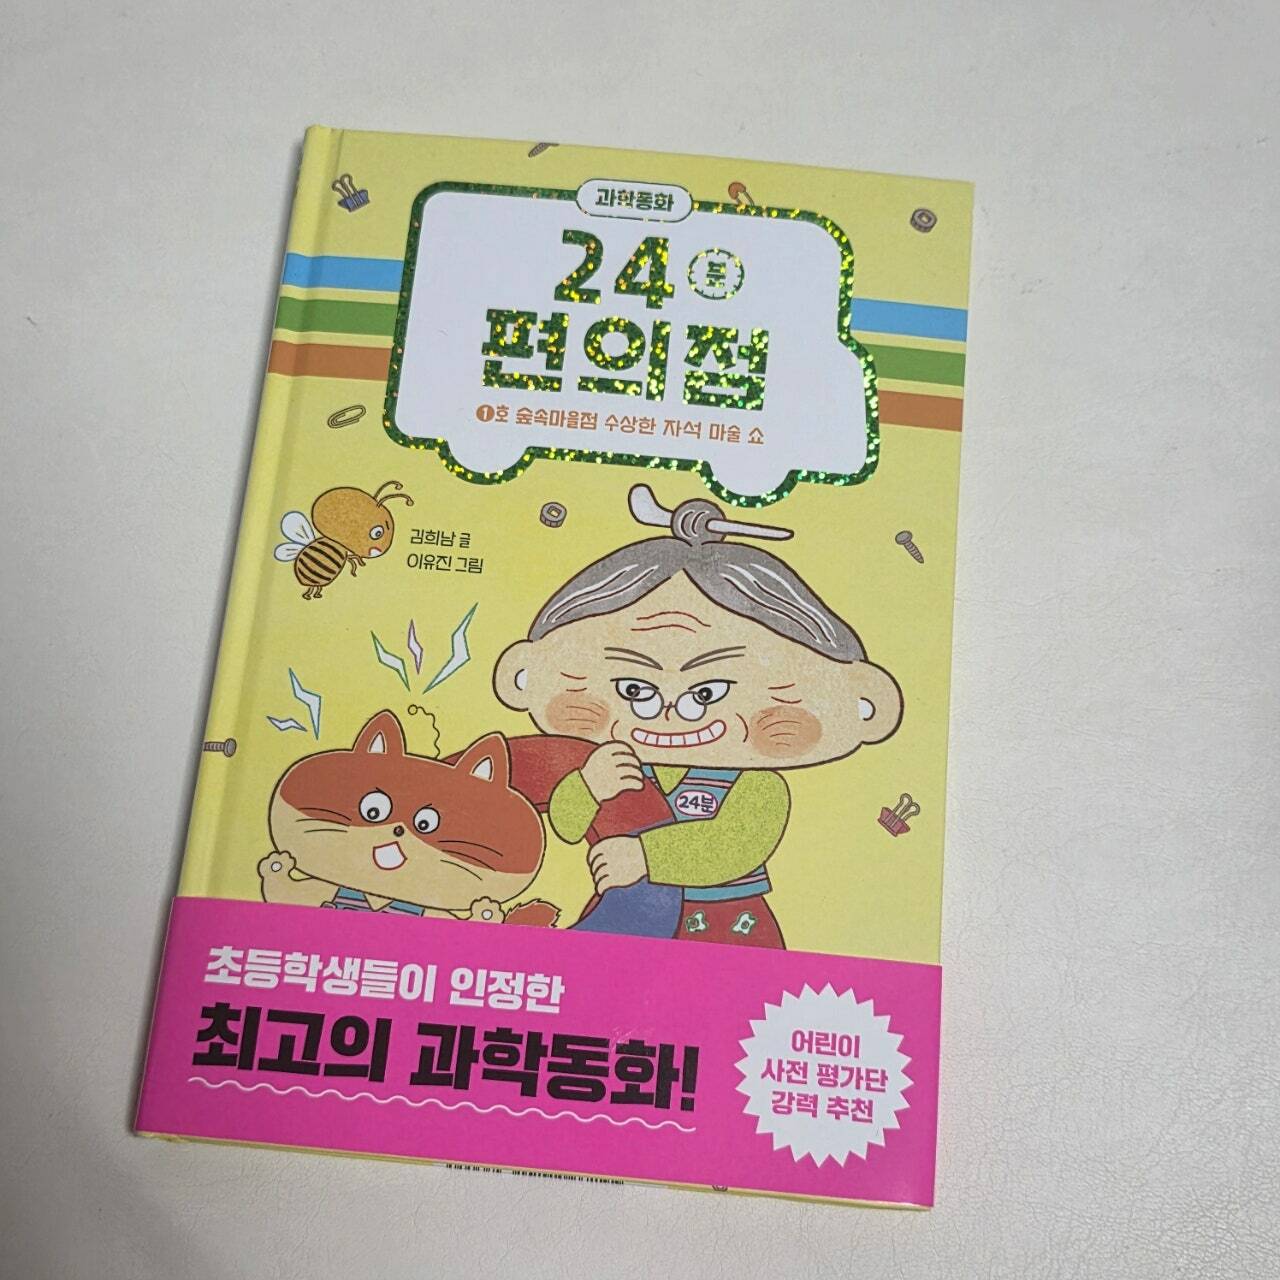 과학동화
24분
편의점
1호 숲속마을점 수상한 자석 마술 쇼
김희남 글
이유진 그림
24분
초등학생들이 인정한
최고의 과학동화!
어린이
사전 평가단
강력 추천